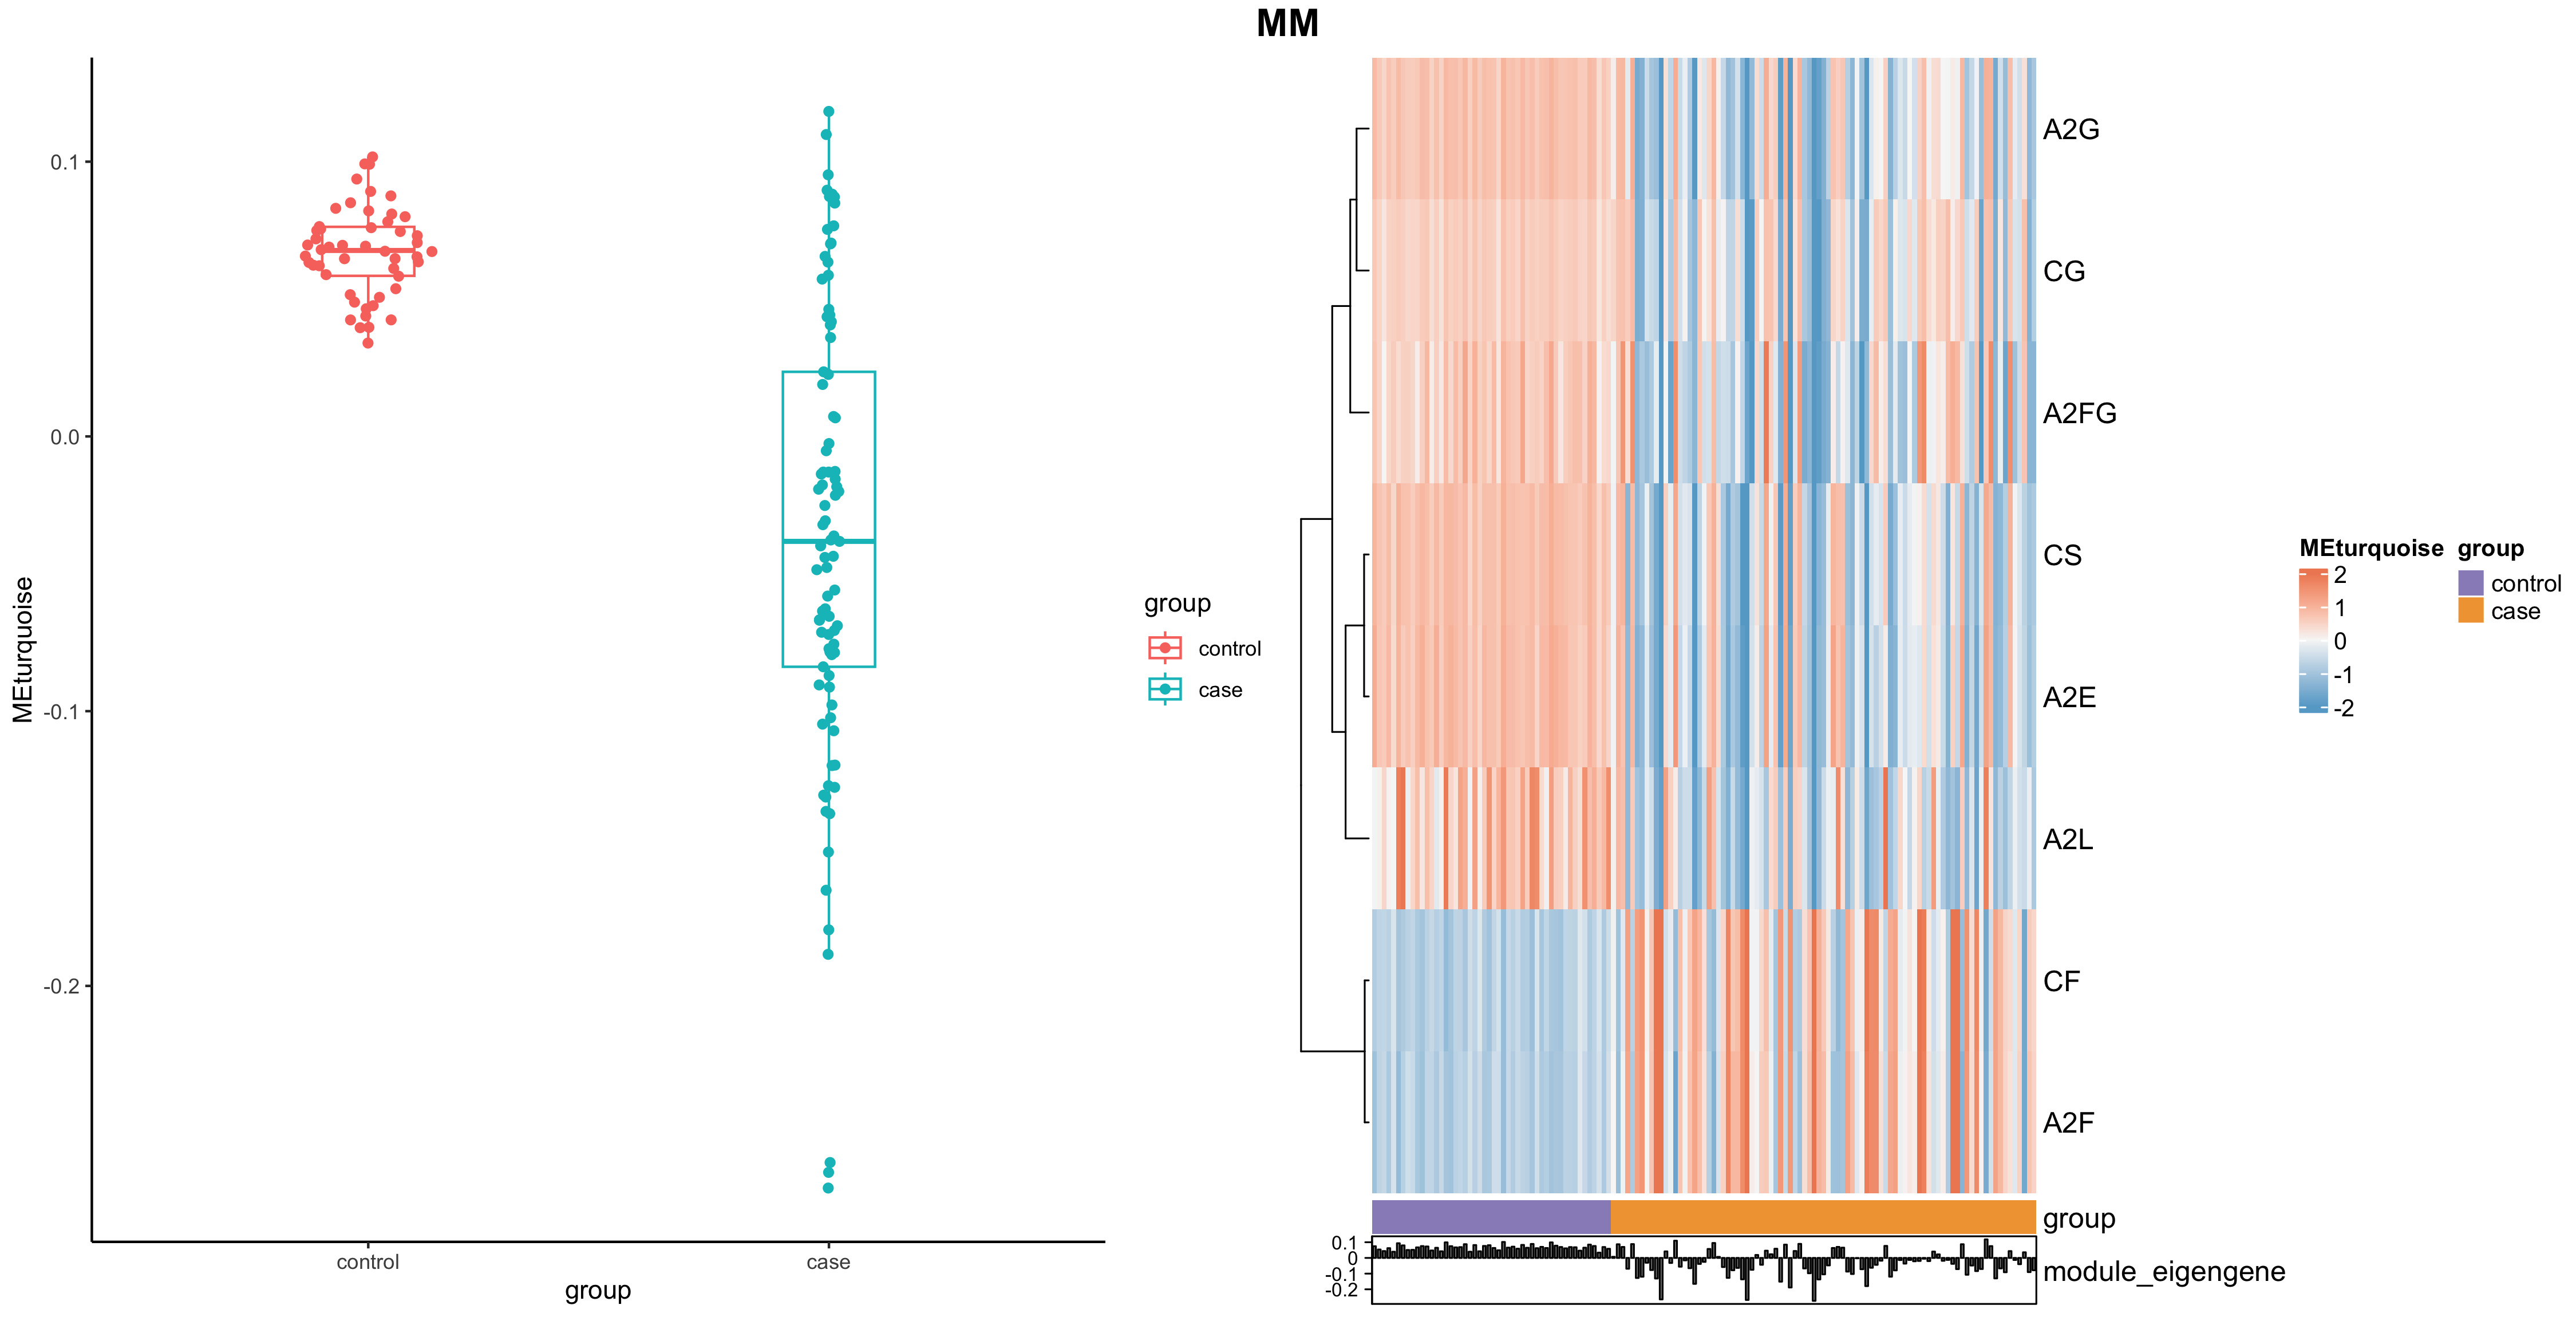 MM
MEturquoise
0.1
0.0
-0.1
-0.2
control
case
group
group
control
case
A2G
CG
A2FG
CS
A2E
A2L
CF
A2F
group
0.1
0
-0.1
-0.2
module_eigengene
MEturquoise
2
1
0
-1
-2
group
control
case